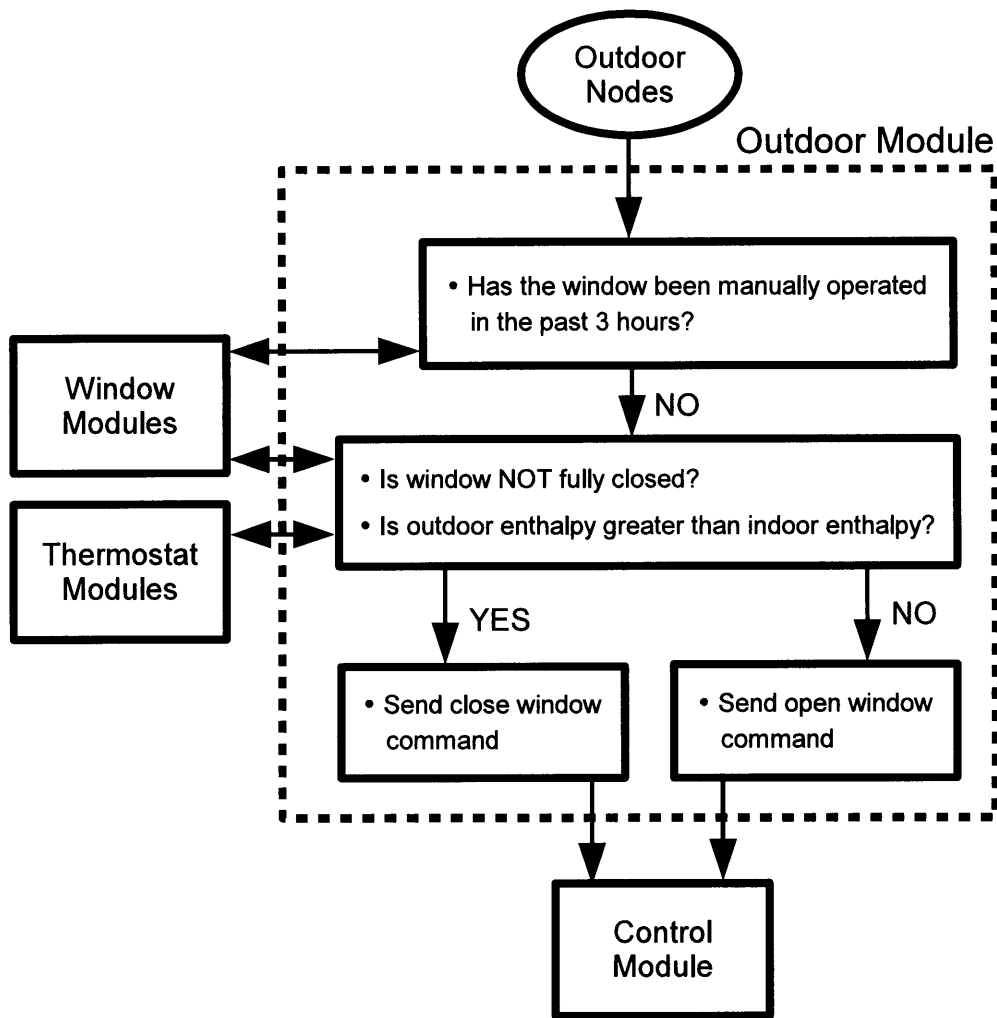 Outdoor
Nodes
Outdoor Module
• Has the window been manually operated
in the past 3 hours?
Window
Modules
NO
• Is window NOT fully closed?
• Is outdoor enthalpy greater than indoor enthalpy?
Thermostat
Modules
YES
NO
• Send close window
command
• Send open window
command
Control
Module